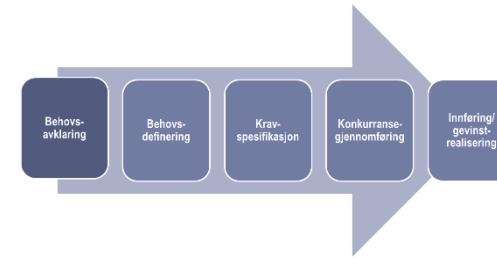 Behovs-
avklaring
Behovs-
definering
Krav-
spesifikasjon
Konkurranse-
gjennomføring
Innføring/
gevinst-
realisering